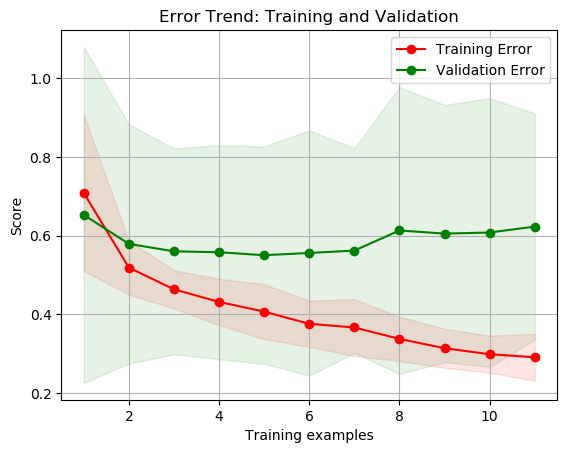 Error Trend: Training and Validation
Training Error
Validation Error
Score
1.0
0.8
0.6
0.4
0.2
2 4 6 8 10
Training examples